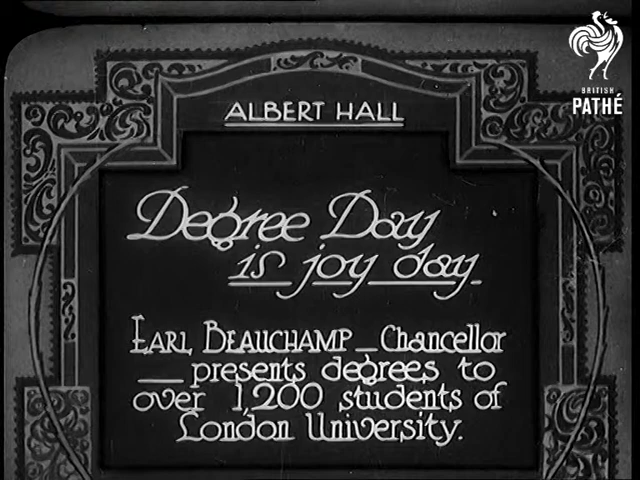 BRITISH
PATHÉ
ALBERT HALL
Degree Day
is joy day
EARL BEAUCHAMP _ Chancellor
__ presents degrees to
over 1,200 students of
London University.